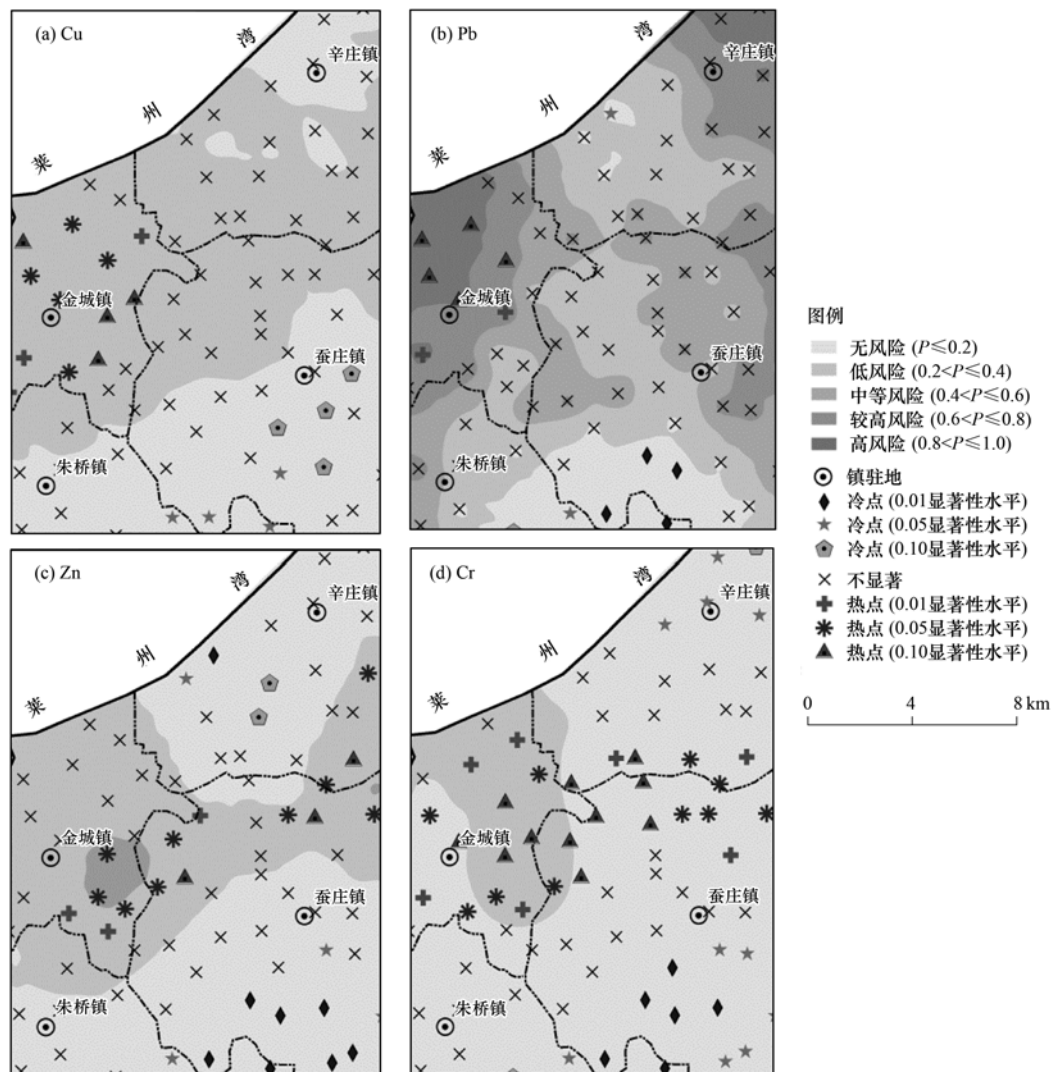 (a) Cu
湾
辛庄镇
州
莱
金城镇
蚕庄镇
朱桥镇
(b) Pb
湾
辛庄镇
州
莱
金城镇
蚕庄镇
朱桥镇
(c) Zn
湾
辛庄镇
州
莱
金城镇
蚕庄镇
朱桥镇
(d) Cr
湾
辛庄镇
州
莱
金城镇
蚕庄镇
朱桥镇
图例
无风险 (P≤0.2)
低风险 (0.2<P≤0.4)
中等风险 (0.4<P≤0.6)
较高风险 (0.6<P≤0.8)
高风险 (0.8<P≤1.0)
镇驻地
冷点 (0.01显著性水平)
冷点 (0.05显著性水平)
冷点 (0.10显著性水平)
不显著
热点 (0.01显著性水平)
热点 (0.05显著性水平)
热点 (0.10显著性水平)
0 4 8 km